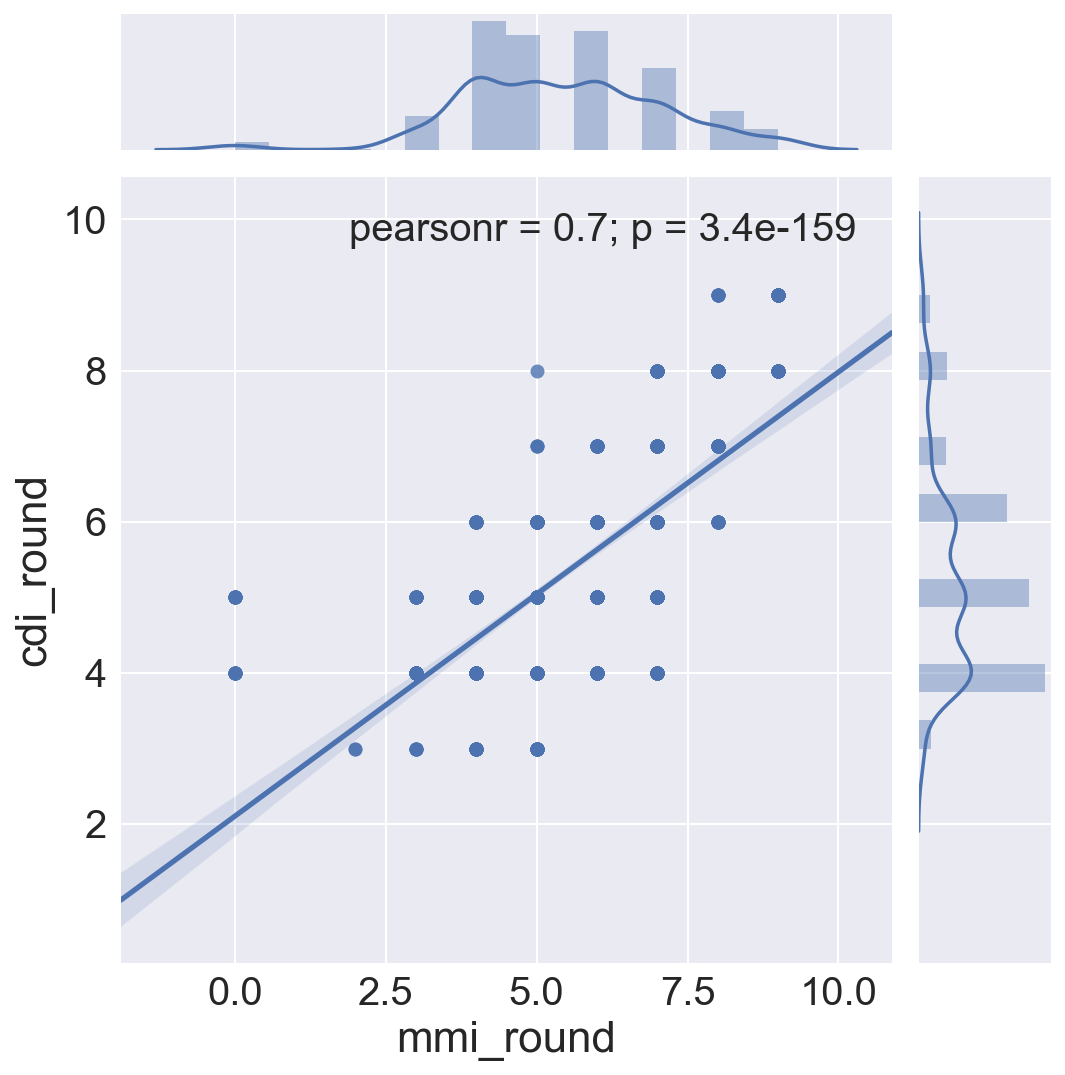 pearsonr = 0.7; p = 3.4e-159
10
8
6
4
2
cdi_round
0.0 2.5 5.0 7.5 10.0
mmi_round